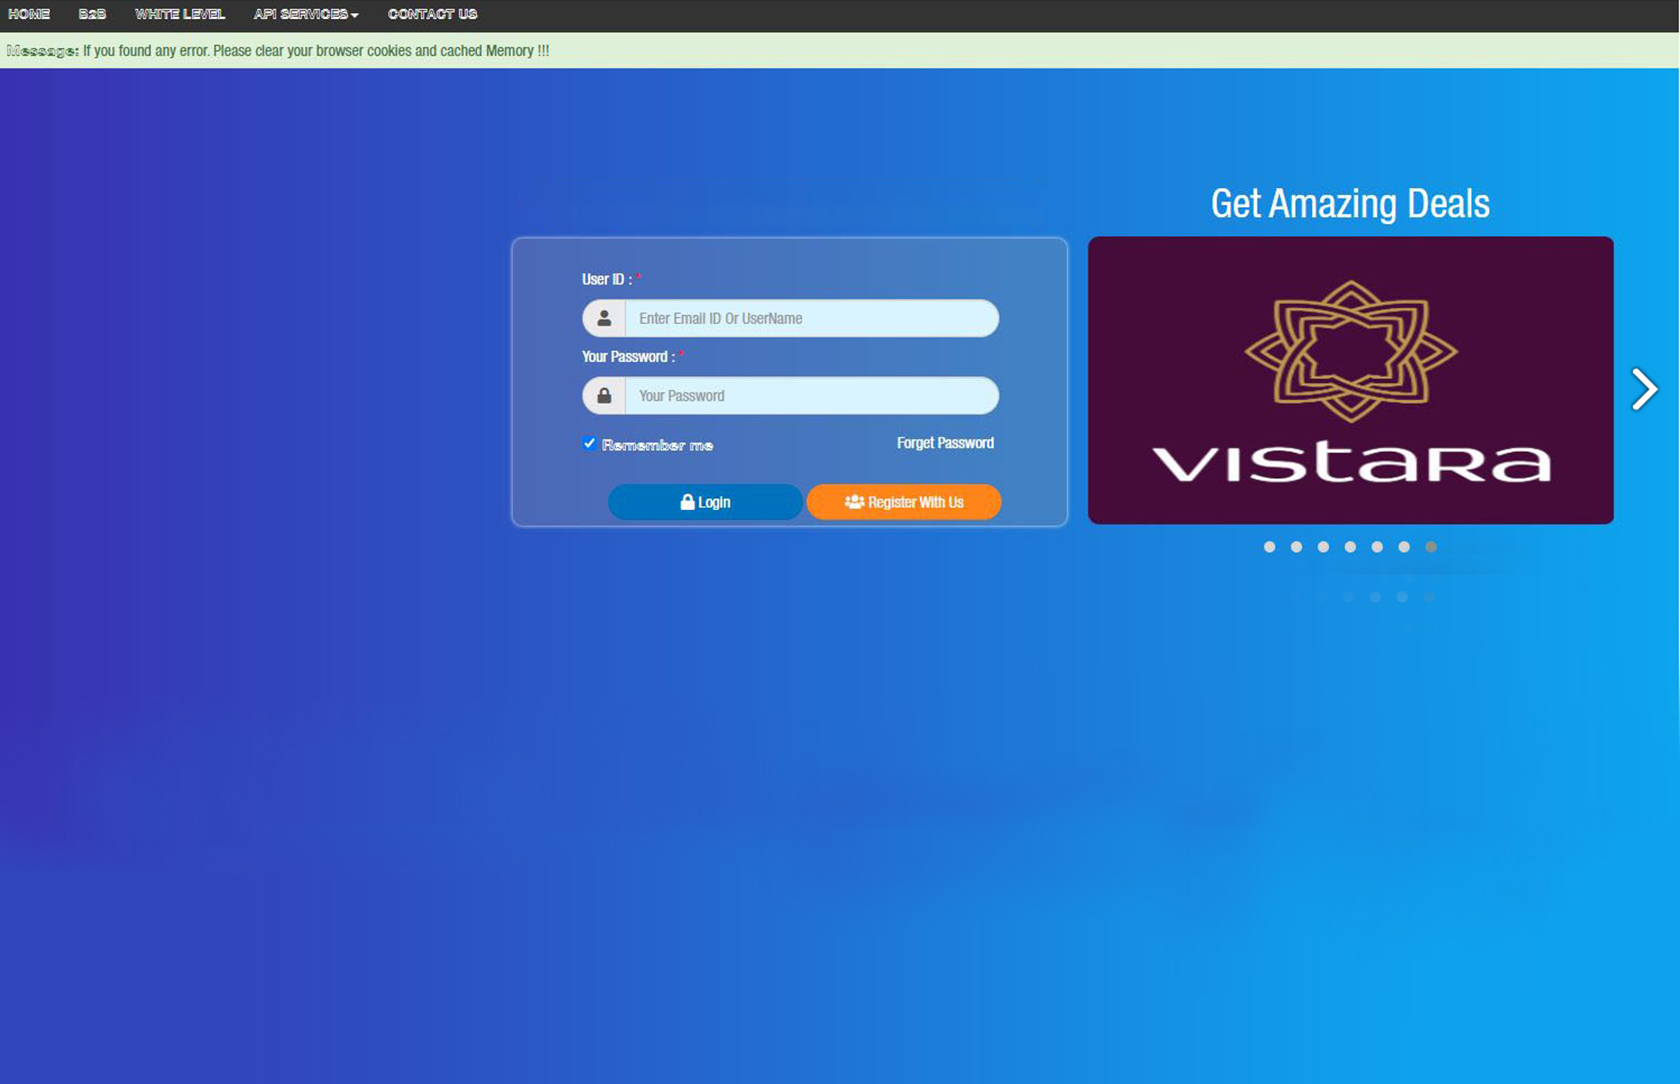 HOME B2B WHITE LEVEL API SERVICES CONTACT US
Message: If you found any error. Please clear your browser cookies and cached Memory !!!
Get Amazing Deals
User ID : *
Enter Email ID Or UserName
Your Password : *
Your Password
Remember me Forget Password
Login Register With Us
VISTARA